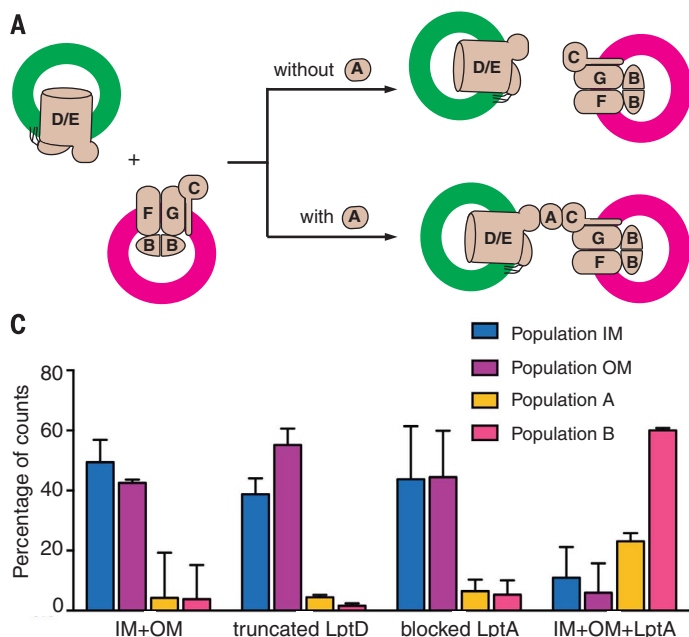 A
D/E
+
F G C
B B
without A
with A
D/E
C
G B
F B
D/E A C
G B
F B
C
Percentage of counts
80
60
40
20
0
Population IM
Population OM
Population A
Population B
IM+OM
truncated LptD
blocked LptA
IM+OM+LptA